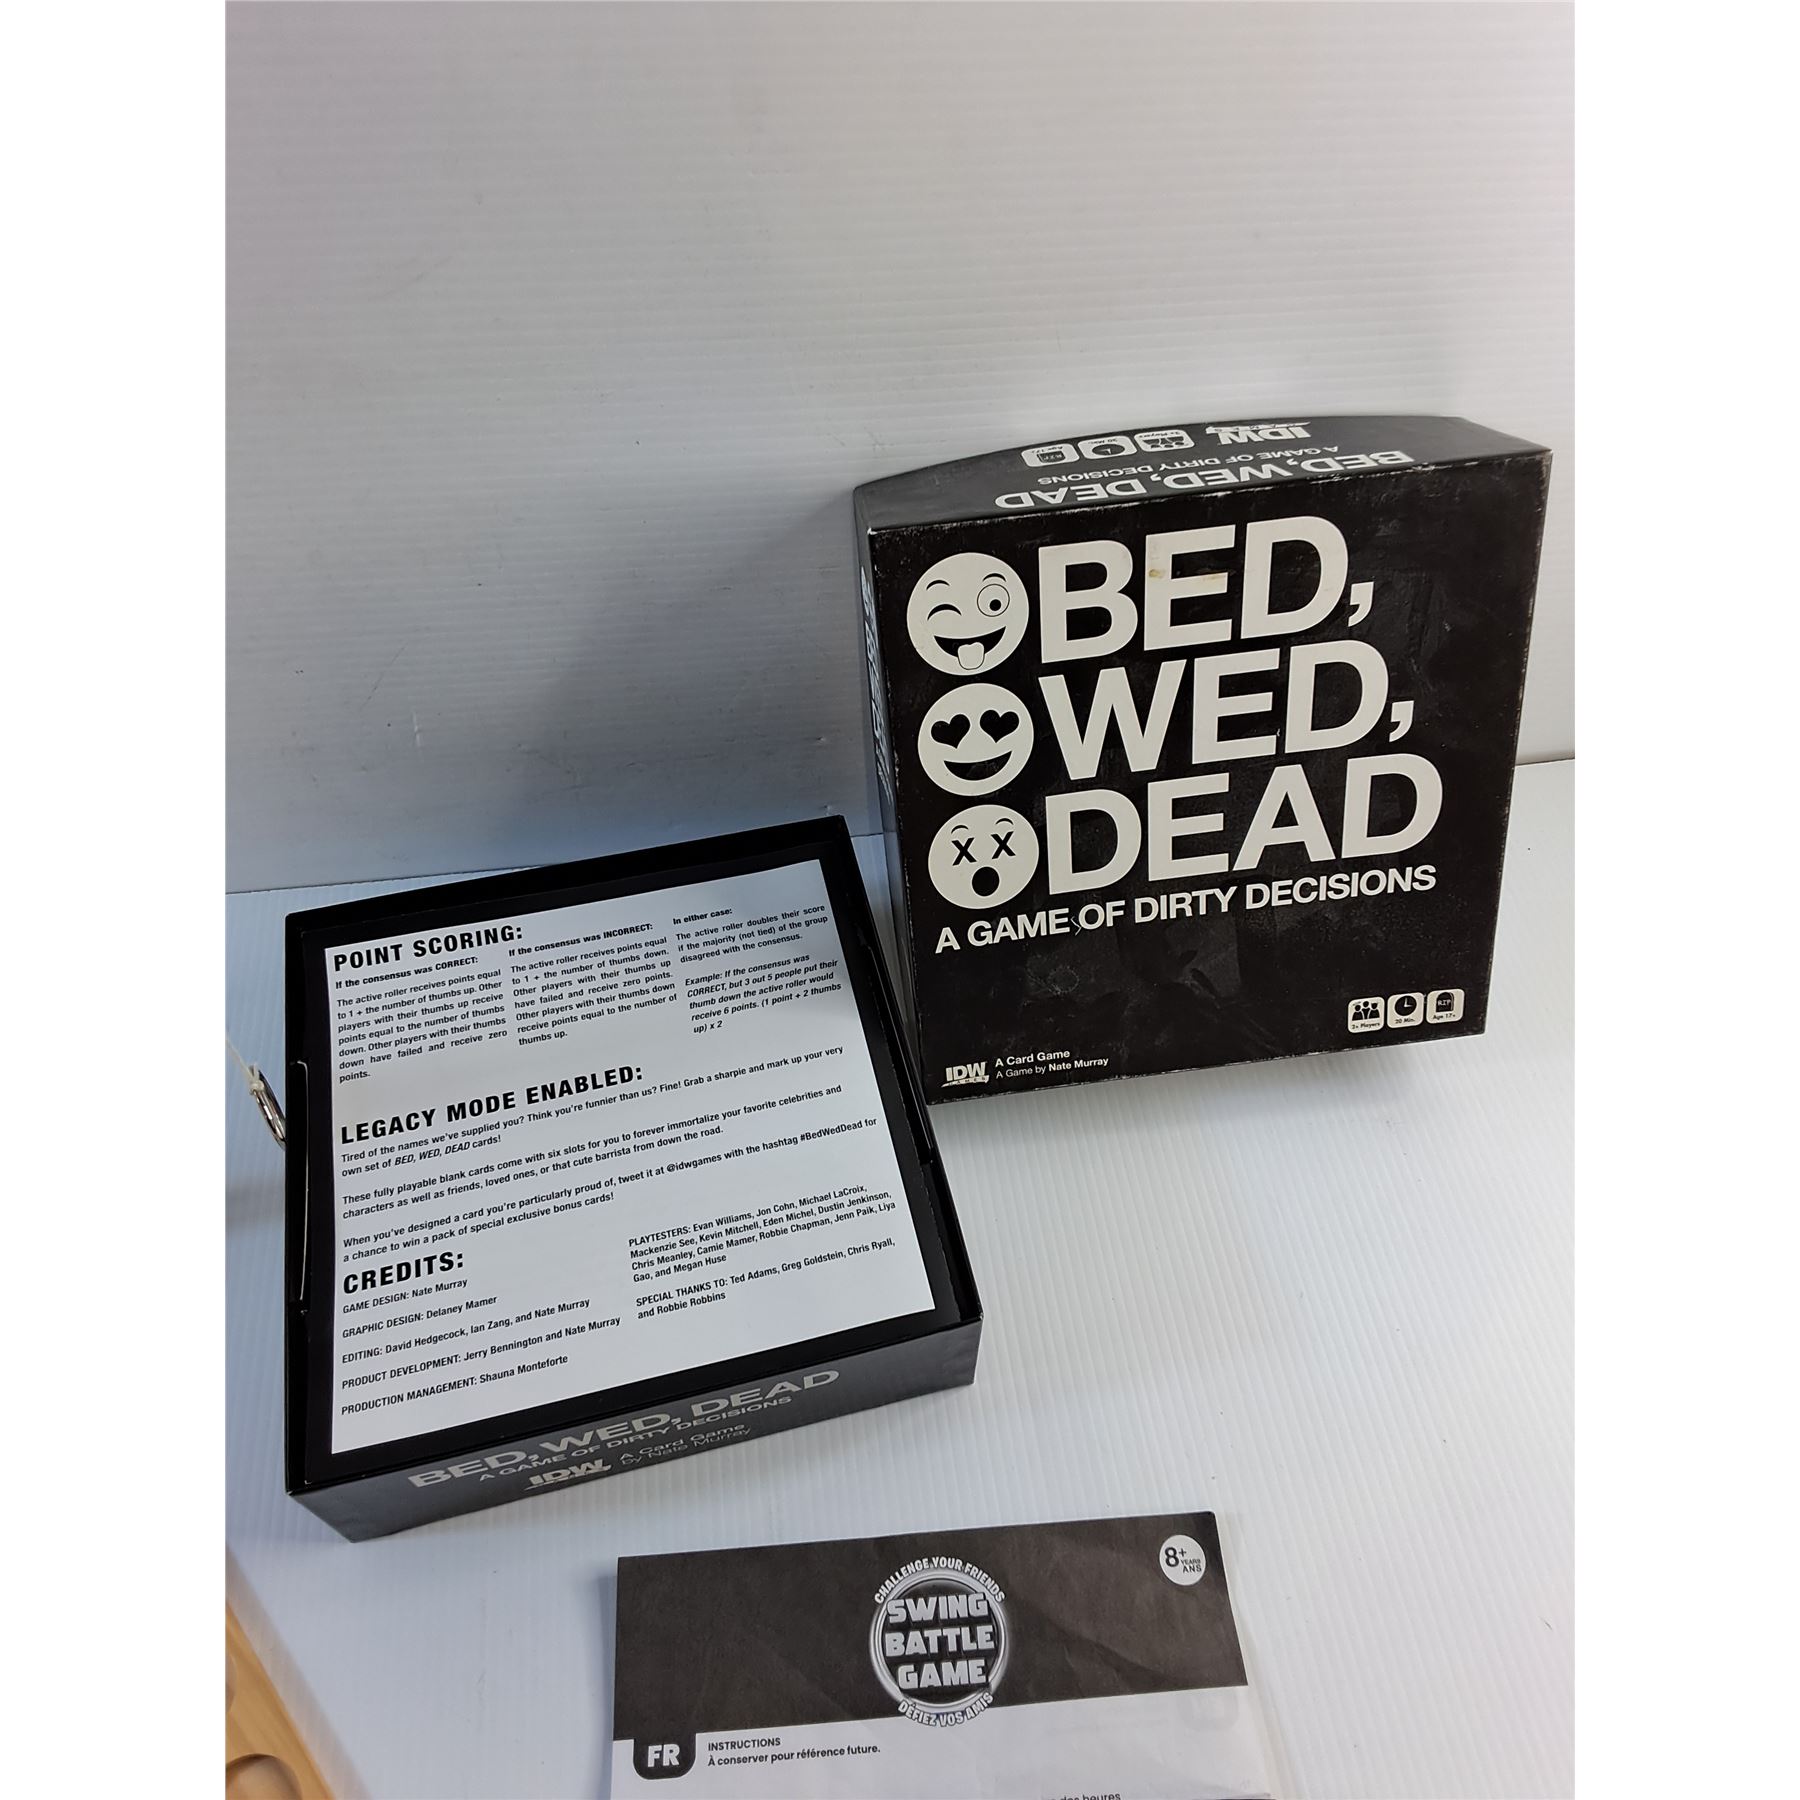 IDW
GAMES
3+ Players
20 Min.
Age 17+
BED, WED, DEAD
A GAME OF DIRTY DECISIONS
BED,
WED,
DEAD
A GAME OF DIRTY DECISIONS
3+ Players
20 Min.
RIP
Age 17+
IDW
GAMES
A Card Game
A Game by Nate Murray
POINT SCORING:
If the consensus was CORRECT:
The active roller receives points equal
to 1 + the number of thumbs up. Other
players with their thumbs up receive
points equal to the number of thumbs
down. Other players with their thumbs
down have failed and receive zero
points.
If the consensus was INCORRECT:
The active roller receives points equal
to 1 + the number of thumbs down.
Other players with their thumbs up
have failed and receive zero points.
Other players with their thumbs down
receive points equal to the number of
thumbs up.
In either case:
The active roller doubles their score
if the majority (not tied) of the group
disagreed with the consensus.
Example: If the consensus was
CORRECT, but 3 out 5 people put their
thumb down the active roller would
receive 6 points. (1 point + 2 thumbs
up) x 2
LEGACY MODE ENABLED:
Tired of the names we've supplied you? Think you're funnier than us? Fine! Grab a sharpie and mark up your very
own set of BED, WED, DEAD cards!
These fully playable blank cards come with six slots for you to forever immortalize your favorite celebrities and
characters as well as friends, loved ones, or that cute barrista from down the road.
When you've designed a card you're particularly proud of, tweet it at @idwgames with the hashtag #BedWedDead for
a chance to win a pack of special exclusive bonus cards!
CREDITS:
GAME DESIGN: Nate Murray
GRAPHIC DESIGN: Delaney Mamer
EDITING: David Hedgecock, Ian Zang, and Nate Murray
PRODUCT DEVELOPMENT: Jerry Bennington and Nate Murray
PRODUCTION MANAGEMENT: Shauna Monteforte
PLAYTESTERS: Evan Williams, Jon Cohn, Michael LaCroix,
Mackenzie See, Kevin Mitchell, Eden Michel, Dustin Jenkinson,
Chris Meanley, Camie Mamer, Robbie Chapman, Jenn Paik, Liya
Gao, and Megan Huse
SPECIAL THANKS TO: Ted Adams, Greg Goldstein, Chris Ryall,
and Robbie Robbins
BED, WED, DEAD
A GAME OF DIRTY DECISIONS
IDW
A Card Game
by Nate Murray
8+
YEARS
ANS
CHALLENGE YOUR FRIENDS
SWING
BATTLE
GAME
DÉFIEZ VOS AMIS
FR
INSTRUCTIONS
À conserver pour référence future.
des heures